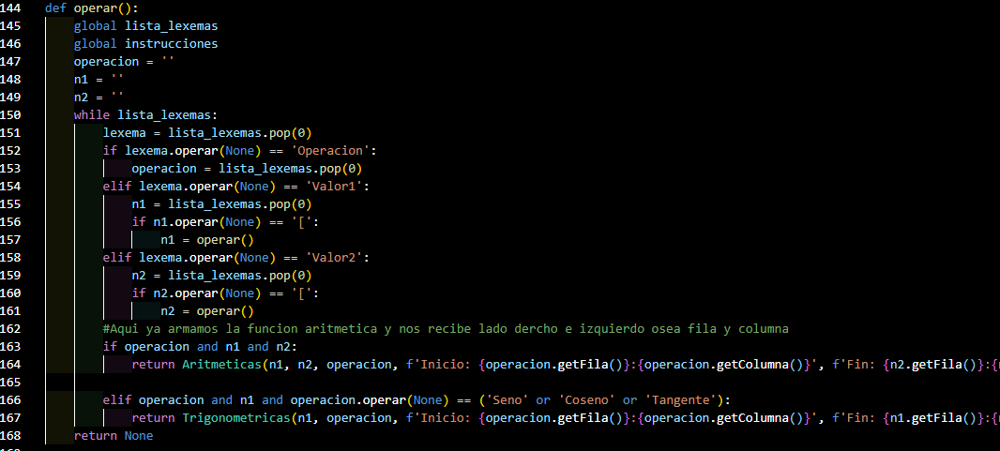 144 def operar():
145 global lista_lexemas
146 global instrucciones
147 operacion = ''
148 n1 = ''
149 n2 = ''
150 while lista_lexemas:
151 lexema = lista_lexemas.pop(0)
152 if lexema.operar(None) == 'Operacion':
153 operacion = lista_lexemas.pop(0)
154 elif lexema.operar(None) == 'Valor1':
155 n1 = lista_lexemas.pop(0)
156 if n1.operar(None) == '[':
157 n1 = operar()
158 elif lexema.operar(None) == 'Valor2':
159 n2 = lista_lexemas.pop(0)
160 if n2.operar(None) == '[':
161 n2 = operar()
162 #Aqui ya armamos la funcion aritmetica y nos recibe lado dercho e izquierdo osea fila y columna
163 if operacion and n1 and n2:
164 return Aritmeticas(n1, n2, operacion, f'Inicio: {operacion.getFila()}:{operacion.getColumna()}', f'Fin: {n2.getFila()}:{
165
166 elif operacion and n1 and operacion.operar(None) == ('Seno' or 'Coseno' or 'Tangente'):
167 return Trigonometricas(n1, operacion, f'Inicio: {operacion.getFila()}:{operacion.getColumna()}', f'Fin: {n1.getFila()}:{
168 return None